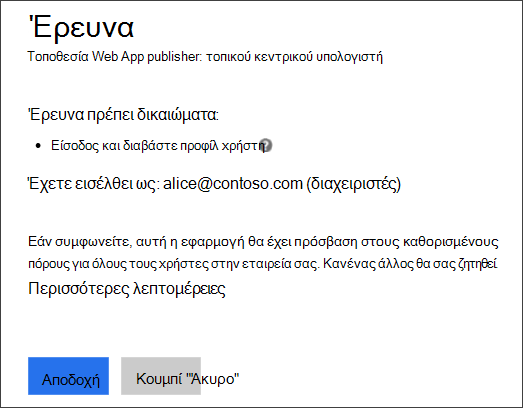 Έρευνα
Τοποθεσία Web App publisher: τοπικού κεντρικού υπολογιστή
Έρευνα πρέπει δικαιώματα:
• Είσοδος και διαβάστε προφίλ χρήστη
Έχετε εισέλθει ως: alice@contoso.com (διαχειριστές)
Εάν συμφωνείτε, αυτή η εφαρμογή θα έχει πρόσβαση στους καθορισμένους
πόρους για όλους τους χρήστες στην εταιρεία σας. Κανένας άλλος θα σας ζητηθεί.
Περισσότερες λεπτομέρειες
Αποδοχή
Κουμπί "Άκυρο"